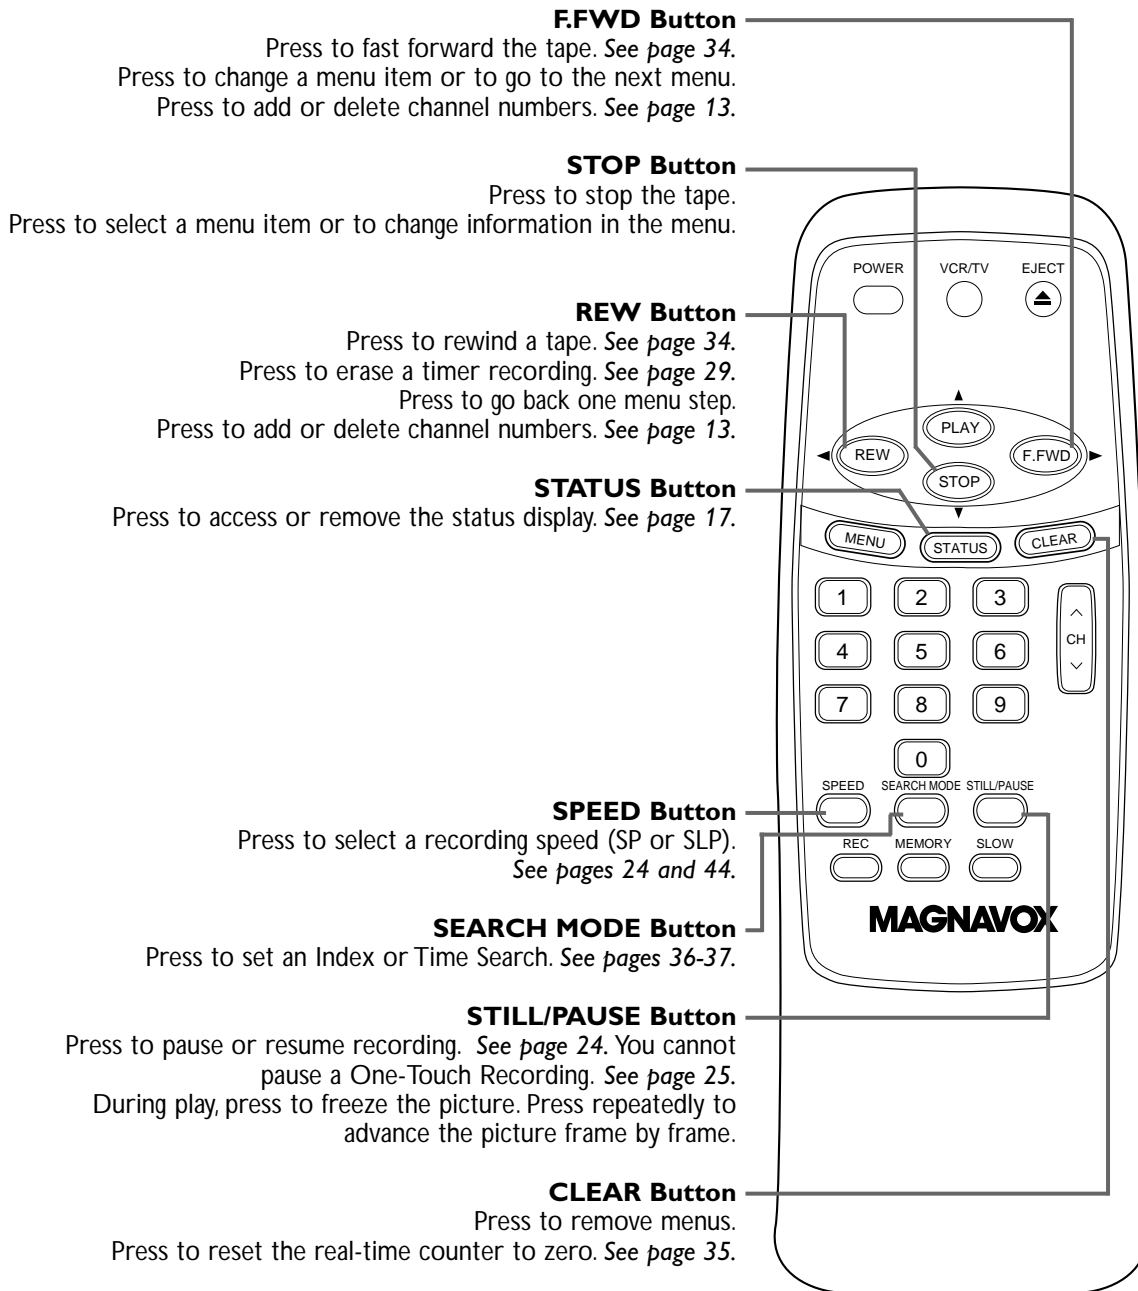 F.FWD Button
Press to fast forward the tape. See page 34.
Press to change a menu item or to go to the next menu.
Press to add or delete channel numbers. See page 13.
STOP Button
Press to stop the tape.
Press to select a menu item or to change information in the menu.
REW Button
Press to rewind a tape. See page 34.
Press to erase a timer recording. See page 29.
Press to go back one menu step.
Press to add or delete channel numbers. See page 13.
STATUS Button
Press to access or remove the status display. See page 17.
SPEED Button
Press to select a recording speed (SP or SLP).
See pages 24 and 44.
SEARCH MODE Button
Press to set an Index or Time Search. See pages 36-37.
STILL/PAUSE Button
Press to pause or resume recording. See page 24. You cannot
pause a One-Touch Recording. See page 25.
During play, press to freeze the picture. Press repeatedly to
advance the picture frame by frame.
CLEAR Button
Press to remove menus.
Press to reset the real-time counter to zero. See page 35.
POWER VCR/TV EJECT
PLAY
REW F.FWD
STOP
MENU STATUS CLEAR
1 2 3
CH
4 5 6
7 8 9
0
SPEED SEARCH MODE STILL/PAUSE
REC MEMORY SLOW
MAGNAVOX